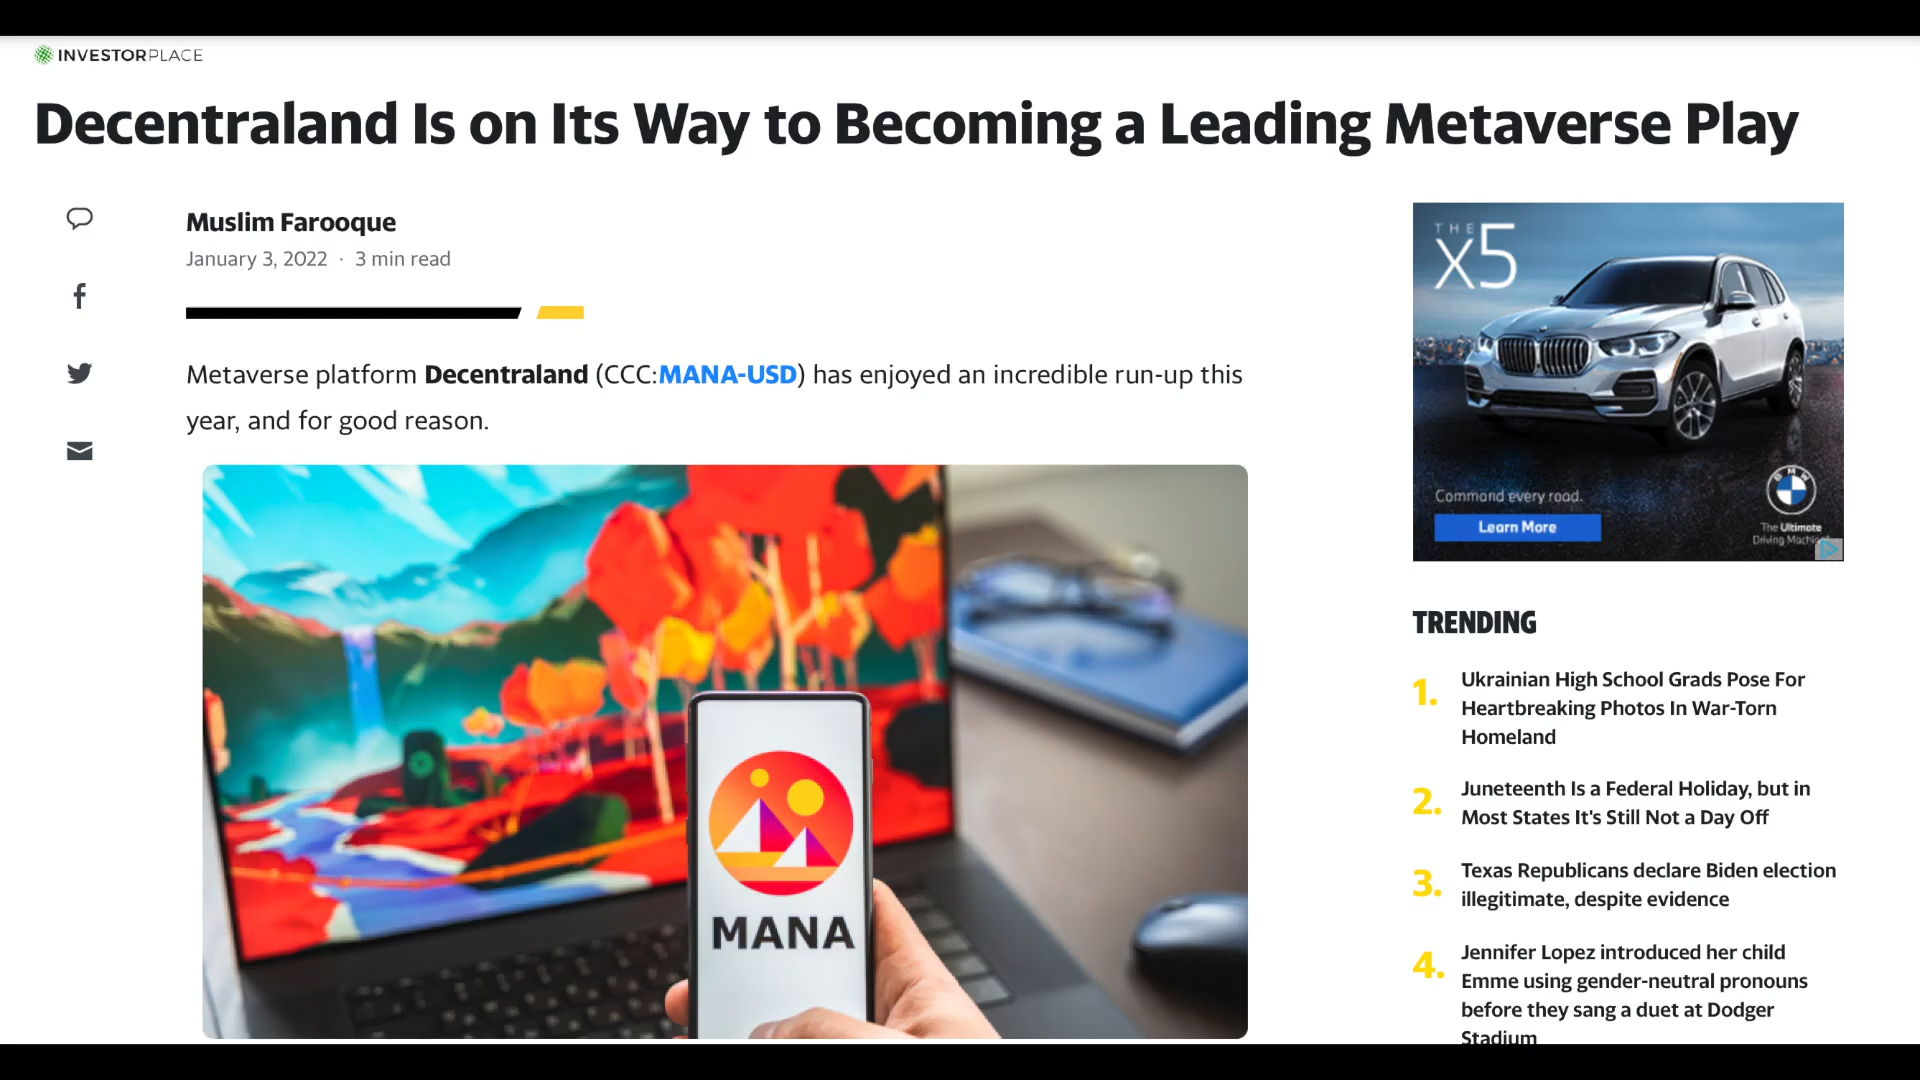 INVESTORPLACE
Decentraland Is on Its Way to Becoming a Leading Metaverse Play
Muslim Farooque
January 3, 2022 · 3 min read
Metaverse platform Decentraland (CCC:MANA-USD) has enjoyed an incredible run-up this
year, and for good reason.
MANA
THE
X5
Command every road.
Learn More
BMW
The Ultimate
Driving
TRENDING
1. Ukrainian High School Grads Pose For
Heartbreaking Photos In War-Torn
Homeland
2. Juneteenth Is a Federal Holiday, but in
Most States It's Still Not a Day Off
3. Texas Republicans declare Biden election
illegitimate, despite evidence
4. Jennifer Lopez introduced her child
Emme using gender-neutral pronouns
before they sang a duet at Dodger
Stadium